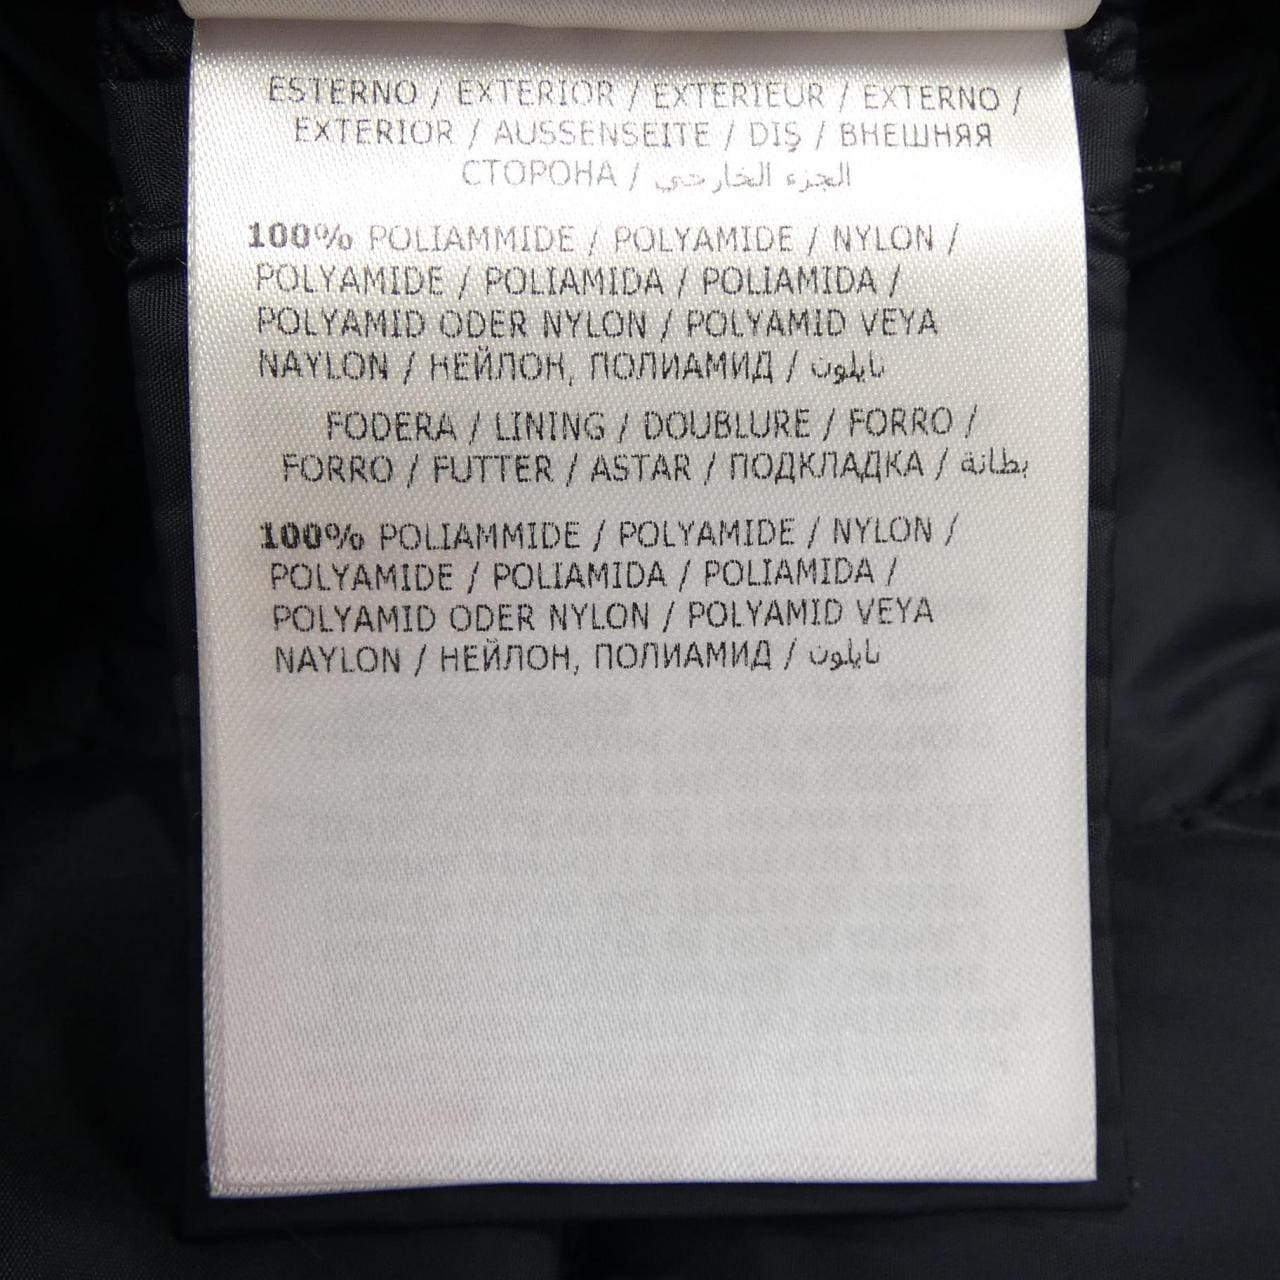 ESTERNO / EXTERIOR / EXTERIEUR / EXTERNO /
EXTERIOR / AUSSENSEITE / DIŞ / ВНЕШНЯЯ
СТОРОНА / الجزء الخارجي
100% POLIAMMIDE / POLYAMIDE / NYLON /
POLYAMIDE / POLIAMIDA / POLIAMIDA /
POLYAMID ODER NYLON / POLYAMID VEYA
NAYLON / НЕЙЛОН, ПОЛИАМИД / نايلون
FODERA / LINING / DOUBLURE / FORRO /
FORRO / FUTTER / ASTAR / ПОДКЛАДКА / بطانة
100% POLIAMMIDE / POLYAMIDE / NYLON /
POLYAMIDE / POLIAMIDA / POLIAMIDA /
POLYAMID ODER NYLON / POLYAMID VEYA
NAYLON / НЕЙЛОН, ПОЛИАМИД / نايلون